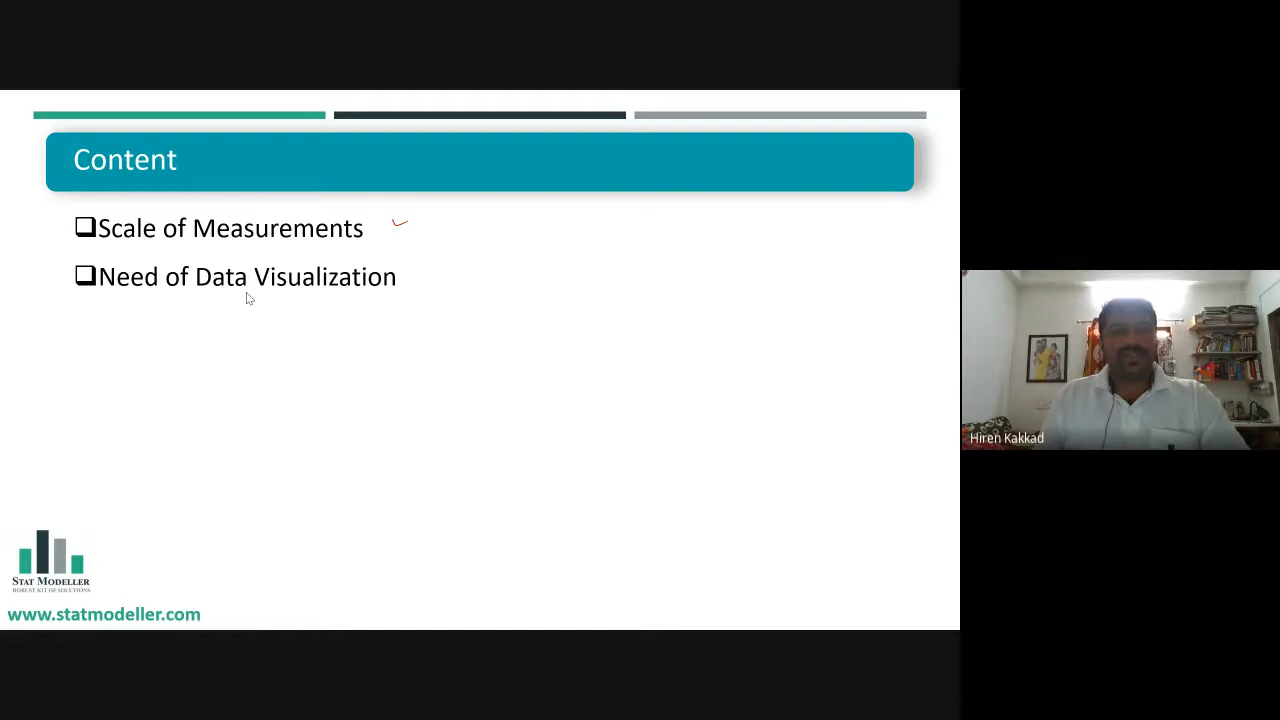 Content
Scale of Measurements
Need of Data Visualization
Hiren Kakkad
STAT MODELLER
ROBUST KIT OF SOLUTIONS
www.statmodeller.com